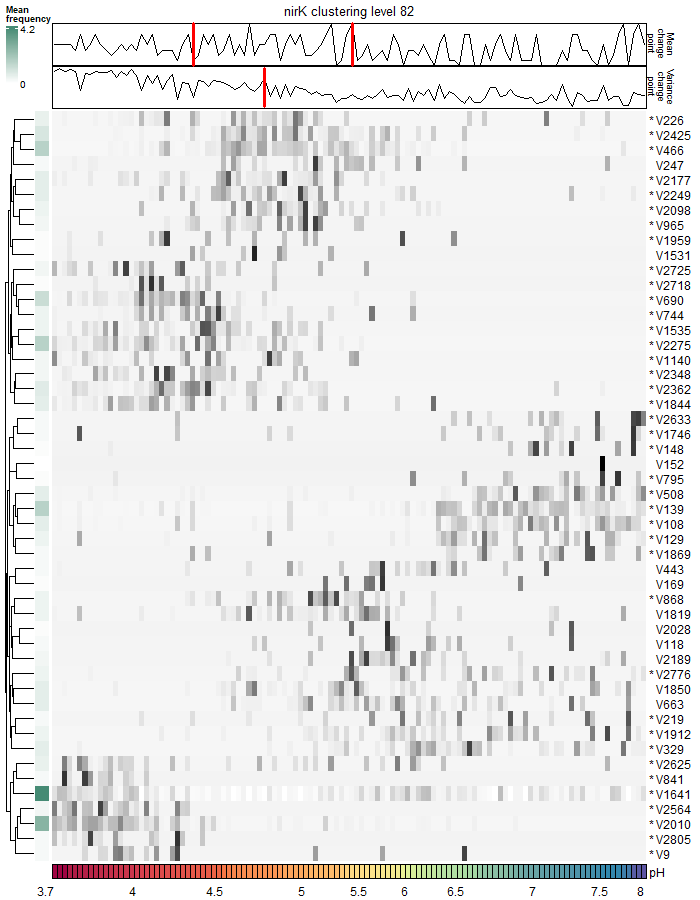 nirK clustering level 82
Mean
frequency
4.2
0
Mean
change
point
Variance
change
point
* V226
* V2425
* V466
V247
* V2177
* V2249
* V2098
* V965
* V1959
V1531
* V2725
* V2718
* V690
* V744
* V1535
* V2275
* V1140
* V2348
* V2362
* V1844
* V2633
* V1746
* V148
V152
* V795
* V508
* V139
* V108
* V129
* V1869
V443
V169
* V868
V1819
V2028
V118
V2189
* V2776
V1850
V663
* V219
* V1912
* V329
* V2625
* V841
* V1641
* V2564
* V2010
* V2805
* V9
pH
3.7 4 4.5 5 5.5 6 6.5 7 7.5 8